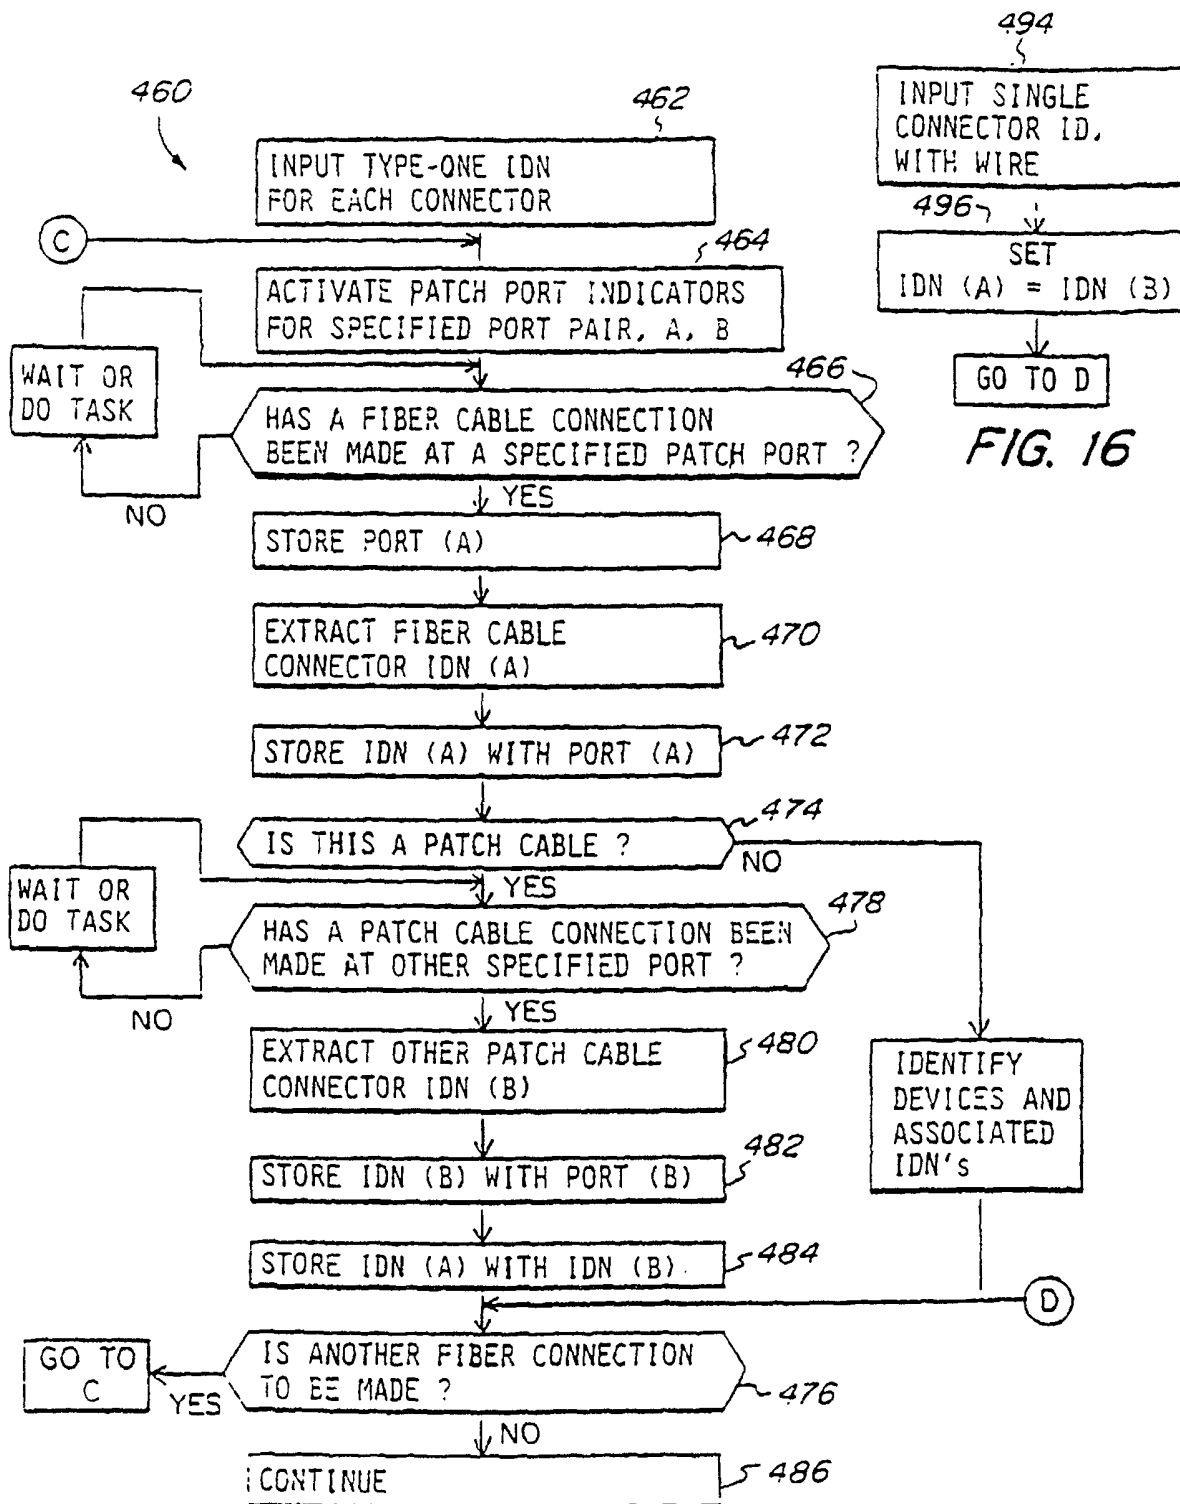 460
462
INPUT TYPE-ONE IDN
FOR EACH CONNECTOR
C
464
ACTIVATE PATCH PORT INDICATORS
FOR SPECIFIED PORT PAIR, A, B
WAIT OR
DO TASK
466
HAS A FIBER CABLE CONNECTION
BEEN MADE AT A SPECIFIED PATCH PORT ?
NO
YES
STORE PORT (A)
468
EXTRACT FIBER CABLE
CONNECTOR IDN (A)
470
STORE IDN (A) WITH PORT (A)
472
474
IS THIS A PATCH CABLE ?
NO
YES
WAIT OR
DO TASK
478
HAS A PATCH CABLE CONNECTION BEEN
MADE AT OTHER SPECIFIED PORT ?
NO
YES
EXTRACT OTHER PATCH CABLE
CONNECTOR IDN (B)
480
IDENTIFY
DEVICES AND
ASSOCIATED
IDN's
STORE IDN (B) WITH PORT (B)
482
STORE IDN (A) WITH IDN (B).
484
D
IS ANOTHER FIBER CONNECTION
TO BE MADE ?
476
GO TO
C
YES
NO
CONTINUE
486
494
INPUT SINGLE
CONNECTOR ID,
WITH WIRE
496
SET
IDN (A) = IDN (B)
GO TO D
FIG. 16